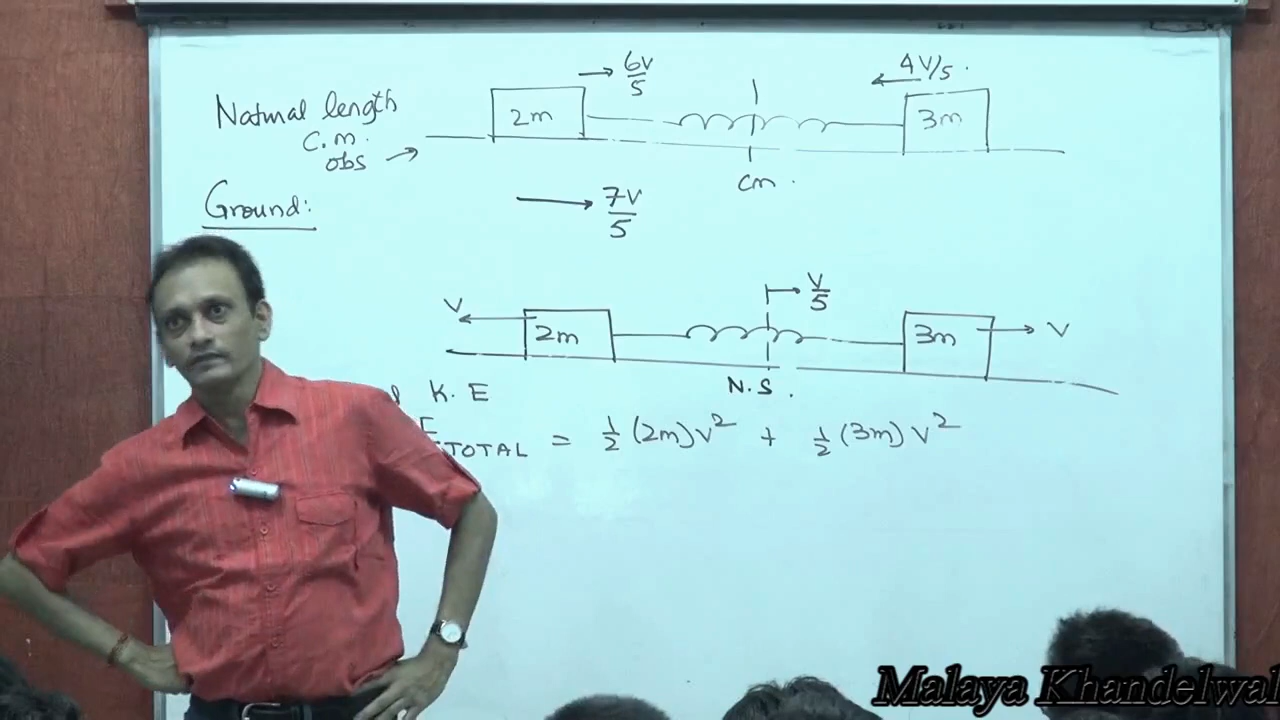 6V/5
4V/5.
Natural length
C.m.
obs
2m
3m
cm.
Ground:
7V/5
V/5
V
2m
3m
V
N.S.
K.E
TOTAL = 1/2 (2m)V² + 1/2 (3m)V²
Malaya Khandelwal